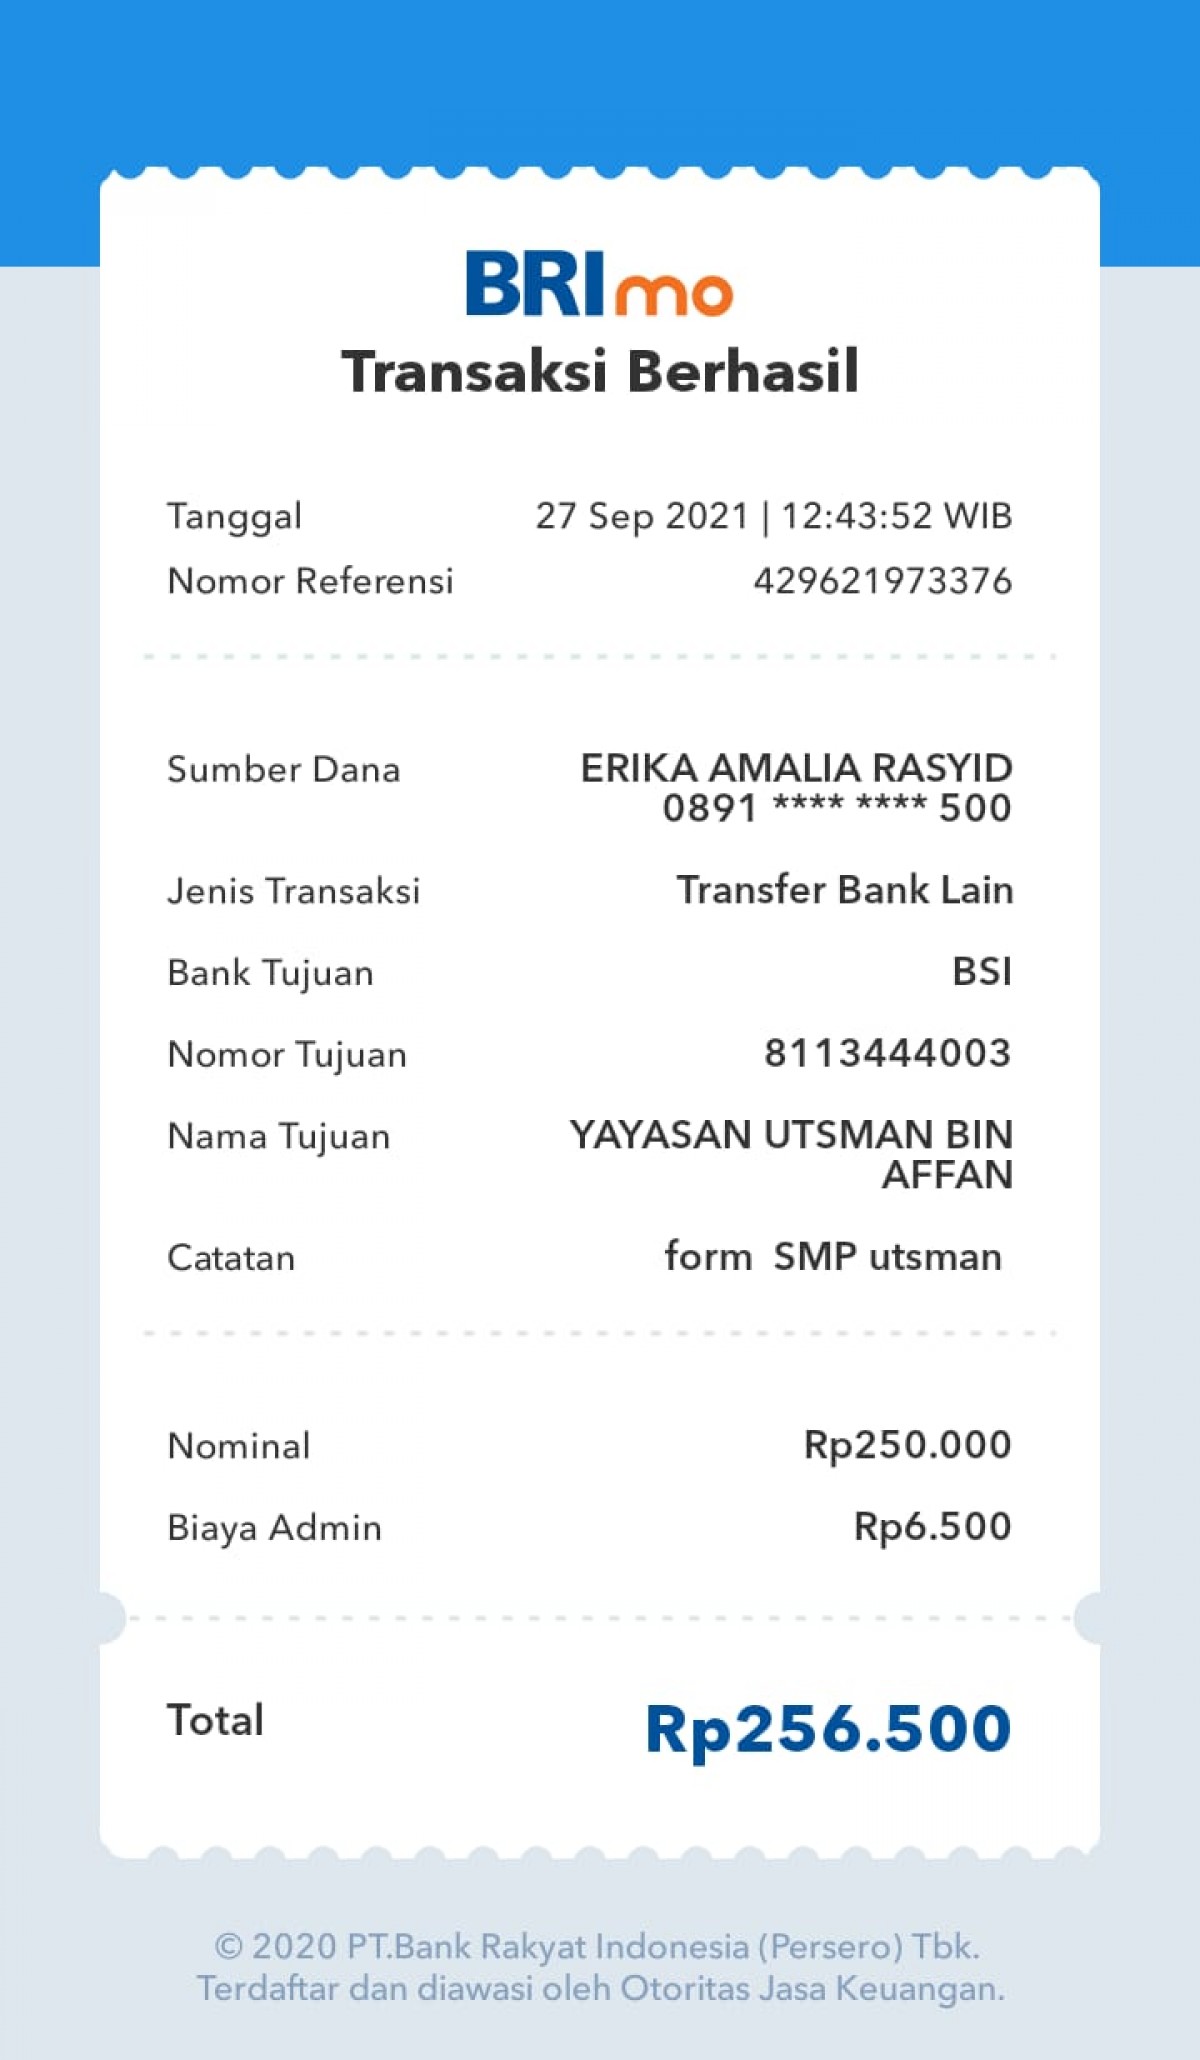 BRImo
Transaksi Berhasil
Tanggal 27 Sep 2021 | 12:43:52 WIB
Nomor Referensi 429621973376
Sumber Dana ERIKA AMALIA RASYID
0891 **** **** 500
Jenis Transaksi Transfer Bank Lain
Bank Tujuan BSI
Nomor Tujuan 8113444003
Nama Tujuan YAYASAN UTSMAN BIN
AFFAN
Catatan form  SMP utsman
Nominal Rp250.000
Biaya Admin Rp6.500
Total Rp256.500
© 2020 PT.Bank Rakyat Indonesia (Persero) Tbk.
Terdaftar dan diawasi oleh Otoritas Jasa Keuangan.